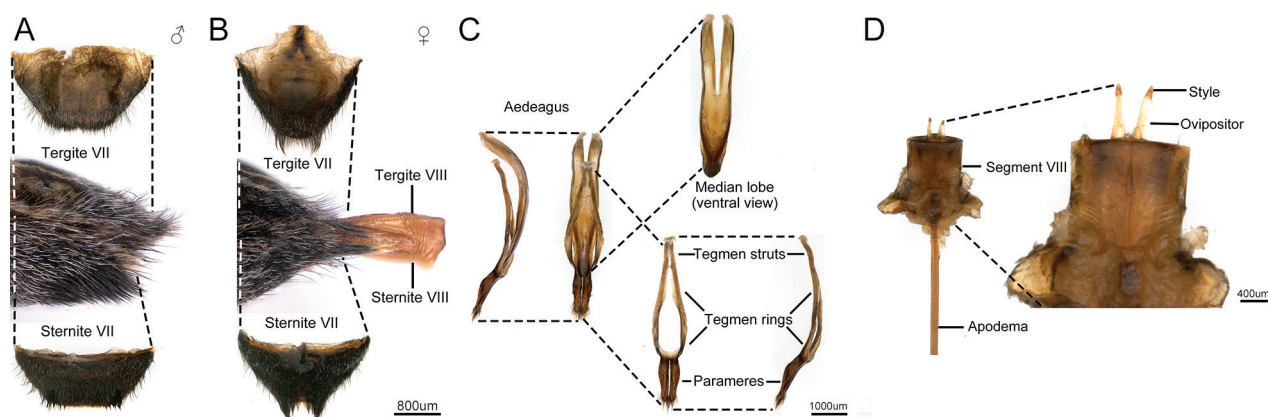 A
♂
Tergite VII
Sternite VII
B
♀
Tergite VII
Tergite VIII
Sternite VIII
Sternite VII
800um
C
Aedeagus
Median lobe
(ventral view)
Tegmen struts
Tegmen rings
Parameres
1000um
D
Style
Ovipositor
Segment VIII
Apodema
400um